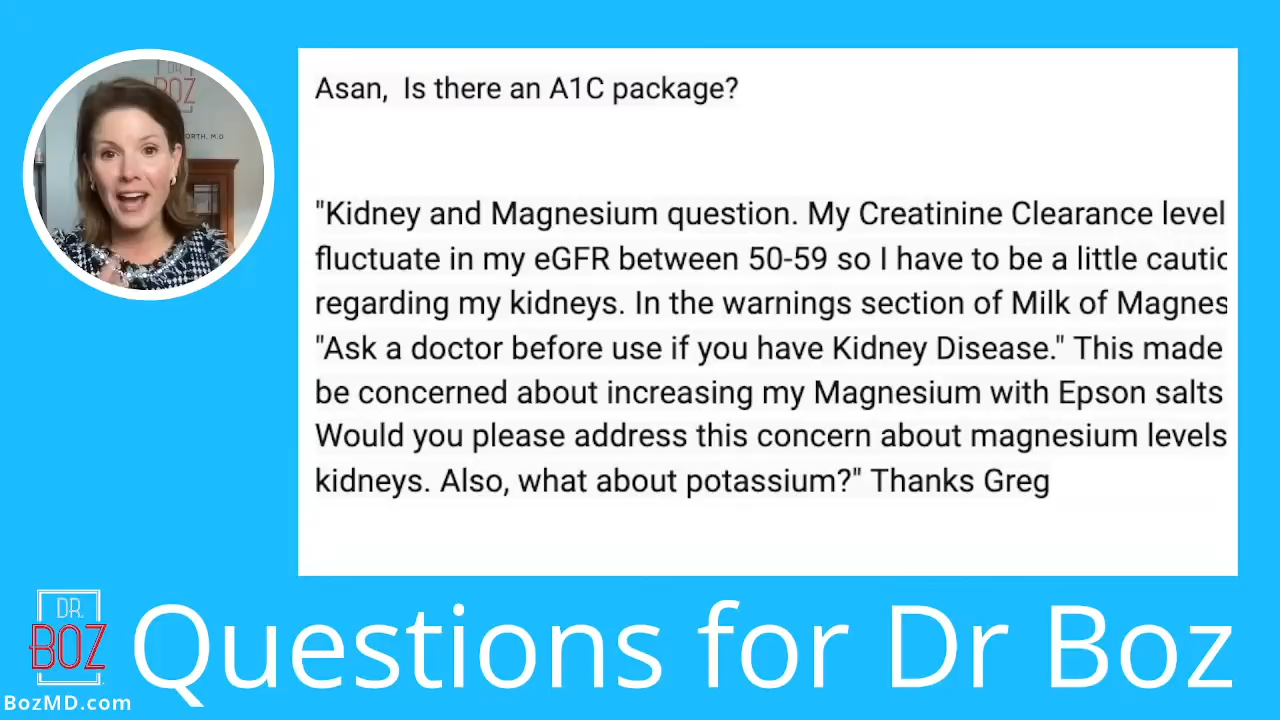 DR
BOZ
ORTH, M.D
Asan, Is there an A1C package?
"Kidney and Magnesium question. My Creatinine Clearance level
fluctuate in my eGFR between 50-59 so I have to be a little cautic
regarding my kidneys. In the warnings section of Milk of Magnes
"Ask a doctor before use if you have Kidney Disease." This made
be concerned about increasing my Magnesium with Epson salts
Would you please address this concern about magnesium levels
kidneys. Also, what about potassium?" Thanks Greg
DR.
BOZ
BozMD.com
Questions for Dr Boz